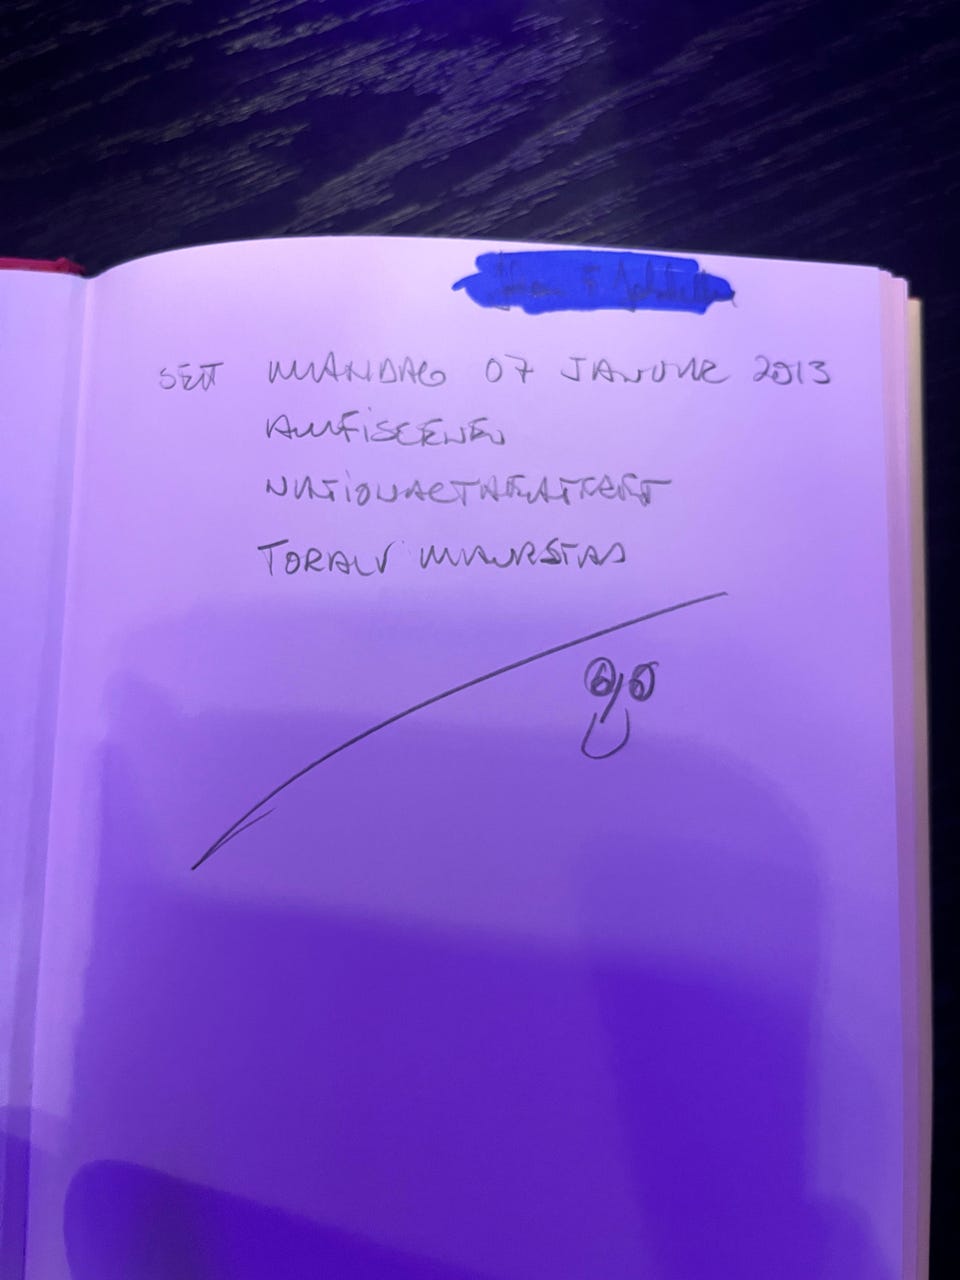 SETT MANDAG 07 JANUAR 2013
AMFISCENEN
NATIONALTHEATRET
TORALV MAURSTAD